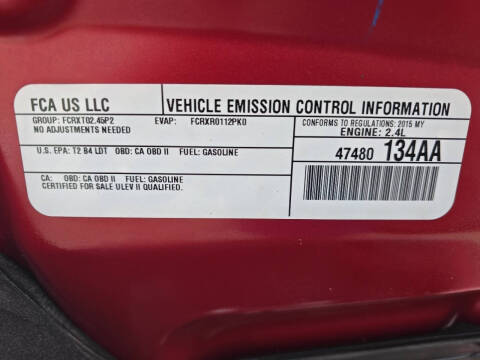 FCA US LLC
VEHICLE EMISSION CONTROL INFORMATION
GROUP: FCRXT02.45P2 EVAP: FCRXR0112PK0
NO ADJUSTMENTS NEEDED
CONFORMS TO REGULATIONS: 2015 MY
ENGINE: 2.4L
U.S. EPA: T2 B4 LDT OBD: CA OBD II FUEL: GASOLINE
47480 134AA
CA: OBD: CA OBD II FUEL: GASOLINE
CERTIFIED FOR SALE ULEV II QUALIFIED.